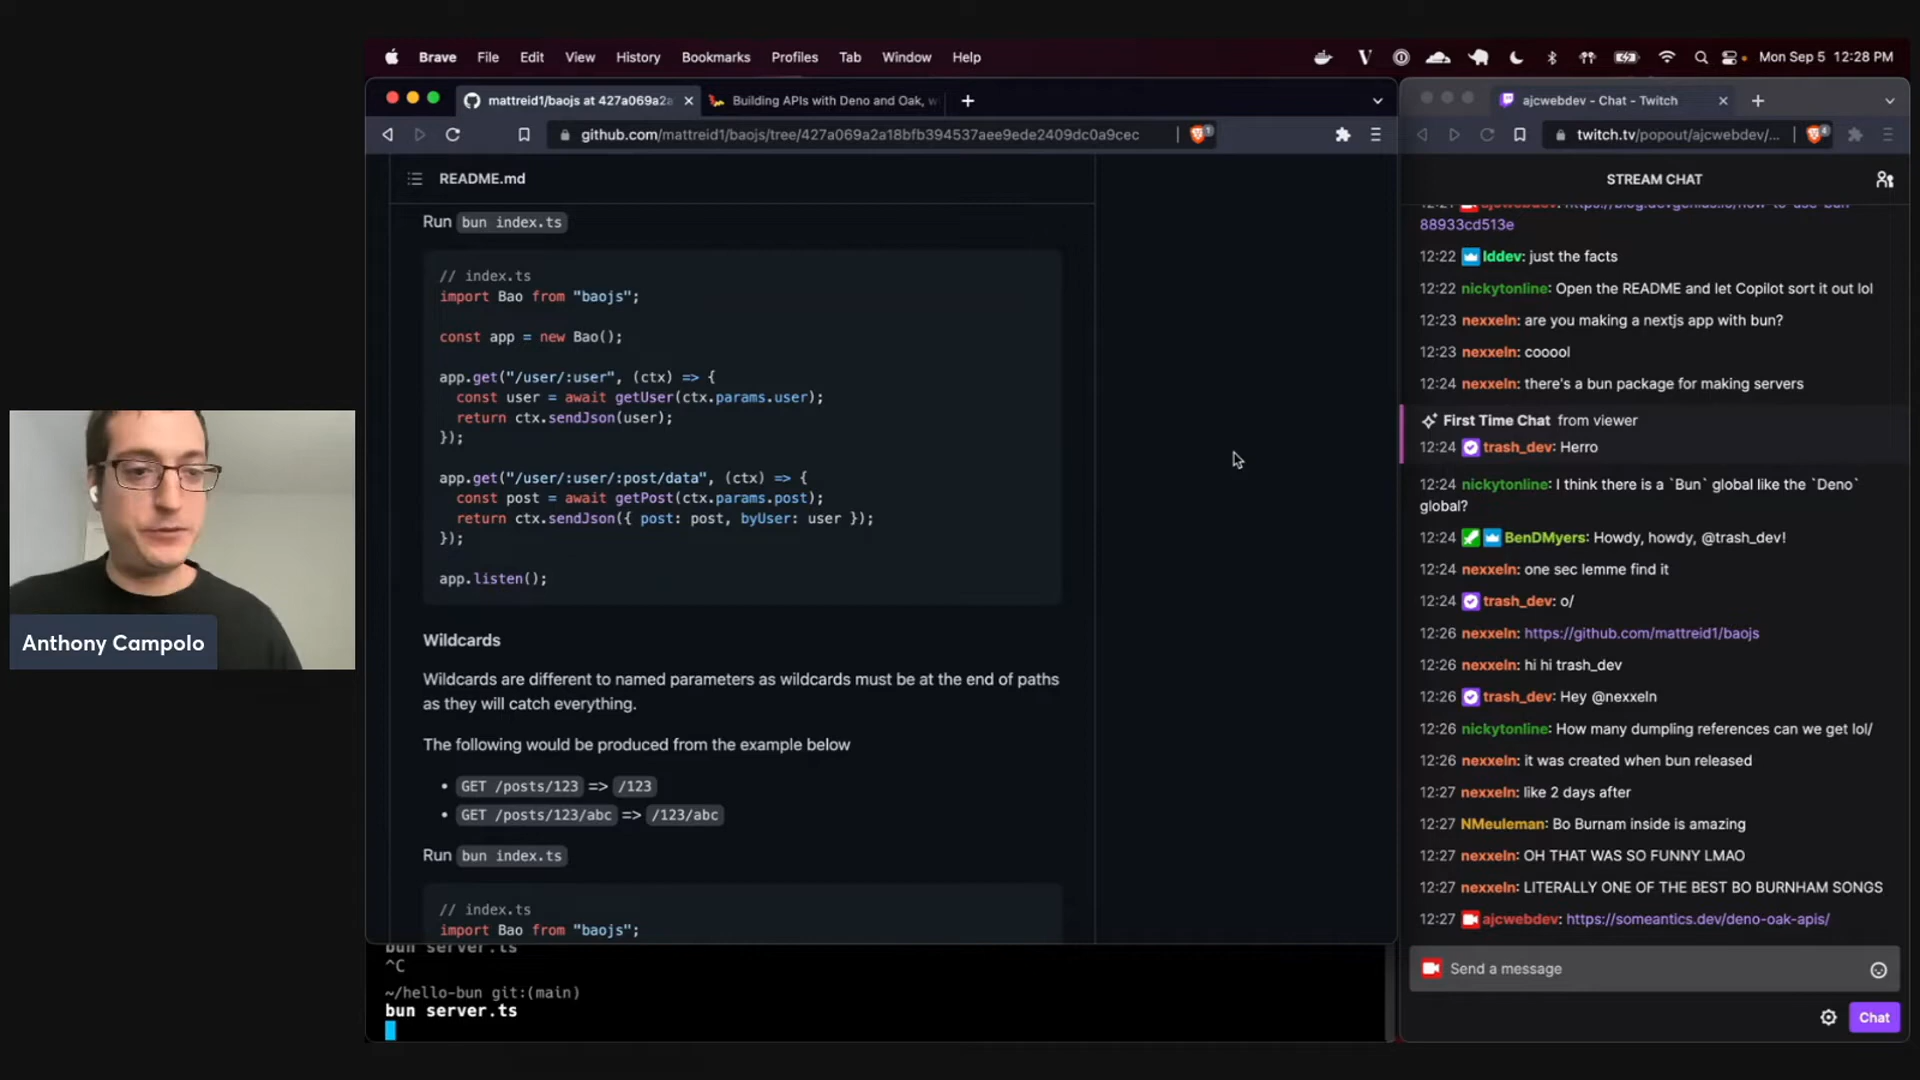 Brave File Edit View History Bookmarks Profiles Tab Window Help
V
Mon Sep 5 12:28 PM
mattreid1/baojs at 427a069a2
Building APIs with Deno and Oak, w
ajcwebdev - Chat - Twitch
github.com/mattreid1/baojs/tree/427a069a2a18bfb394537aee9ede2409dc0a9cec
1
twitch.tv/popout/ajcwebdev/...
4
README.md
Run bun index.ts
// index.ts
import Bao from "baojs";
const app = new Bao();
app.get("/user/:user", (ctx) => {
const user = await getUser(ctx.params.user);
return ctx.sendJson(user);
});
app.get("/user/:user/:post/data", (ctx) => {
const post = await getPost(ctx.params.post);
return ctx.sendJson({ post: post, byUser: user });
});
app.listen();
Wildcards
Wildcards are different to named parameters as wildcards must be at the end of paths
as they will catch everything.
The following would be produced from the example below
• GET /posts/123 => /123
• GET /posts/123/abc => /123/abc
Run bun index.ts
// index.ts
import Bao from "baojs";
bun server.ts
^C
~/hello-bun git:(main)
bun server.ts
Anthony Campolo
STREAM CHAT
88933cd513e
12:22 lddev: just the facts
12:22 nickytonline: Open the README and let Copilot sort it out lol
12:23 nexxeln: are you making a nextjs app with bun?
12:23 nexxeln: cooool
12:24 nexxeln: there's a bun package for making servers
First Time Chat from viewer
12:24 trash_dev: Herro
12:24 nickytonline: I think there is a `Bun` global like the `Deno`
global?
12:24 BenDMyers: Howdy, howdy, @trash_dev!
12:24 nexxeln: one sec lemme find it
12:24 trash_dev: o/
12:26 nexxeln: https://github.com/mattreid1/baojs
12:26 nexxeln: hi hi trash_dev
12:26 trash_dev: Hey @nexxeln
12:26 nickytonline: How many dumpling references can we get lol/
12:26 nexxeln: it was created when bun released
12:27 nexxeln: like 2 days after
12:27 NMeuleman: Bo Burnam inside is amazing
12:27 nexxeln: OH THAT WAS SO FUNNY LMAO
12:27 nexxeln: LITERALLY ONE OF THE BEST BO BURNHAM SONGS
12:27 ajcwebdev: https://someantics.dev/deno-oak-apis/
Send a message
Chat